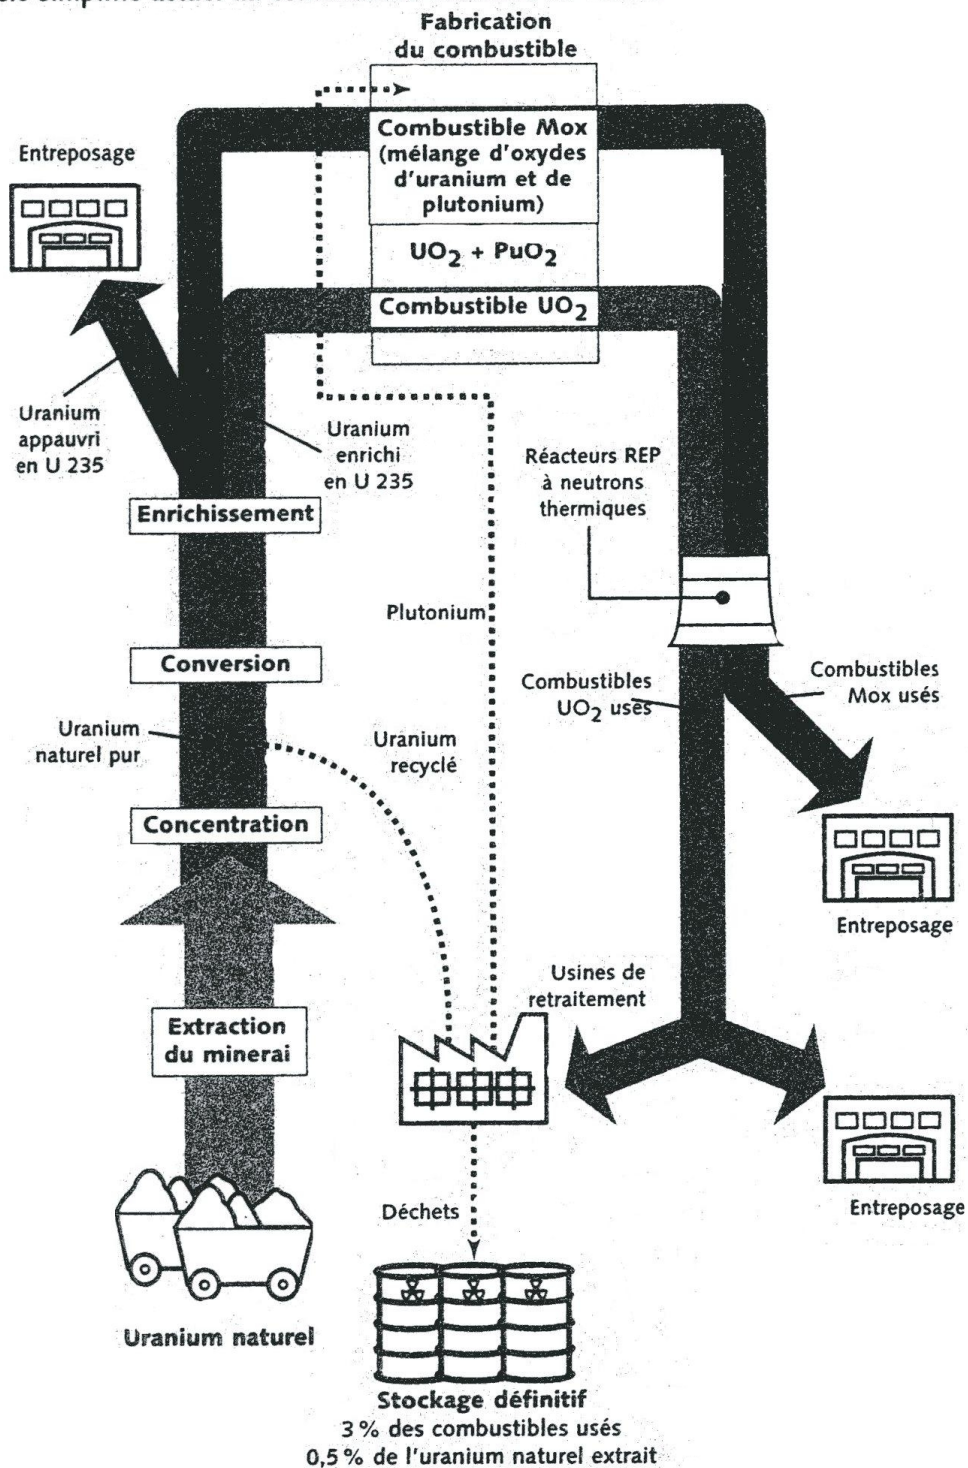 Fabrication
du combustible
Combustible Mox
(mélange d'oxydes
d'uranium et de
plutonium)
UO₂ + PuO₂
Combustible UO₂
Entreposage
Uranium
appauvri
en U 235
Uranium
enrichi
en U 235
Enrichissement
Réacteurs REP
à neutrons
thermiques
Plutonium
Conversion
Combustibles
UO₂ usés
Combustibles
Mox usés
Uranium
naturel pur
Uranium
recyclé
Concentration
Entreposage
Usines de
retraitement
Extraction
du minerai
Entreposage
Déchets
Uranium naturel
Stockage définitif
3 % des combustibles usés
0,5 % de l'uranium naturel extrait